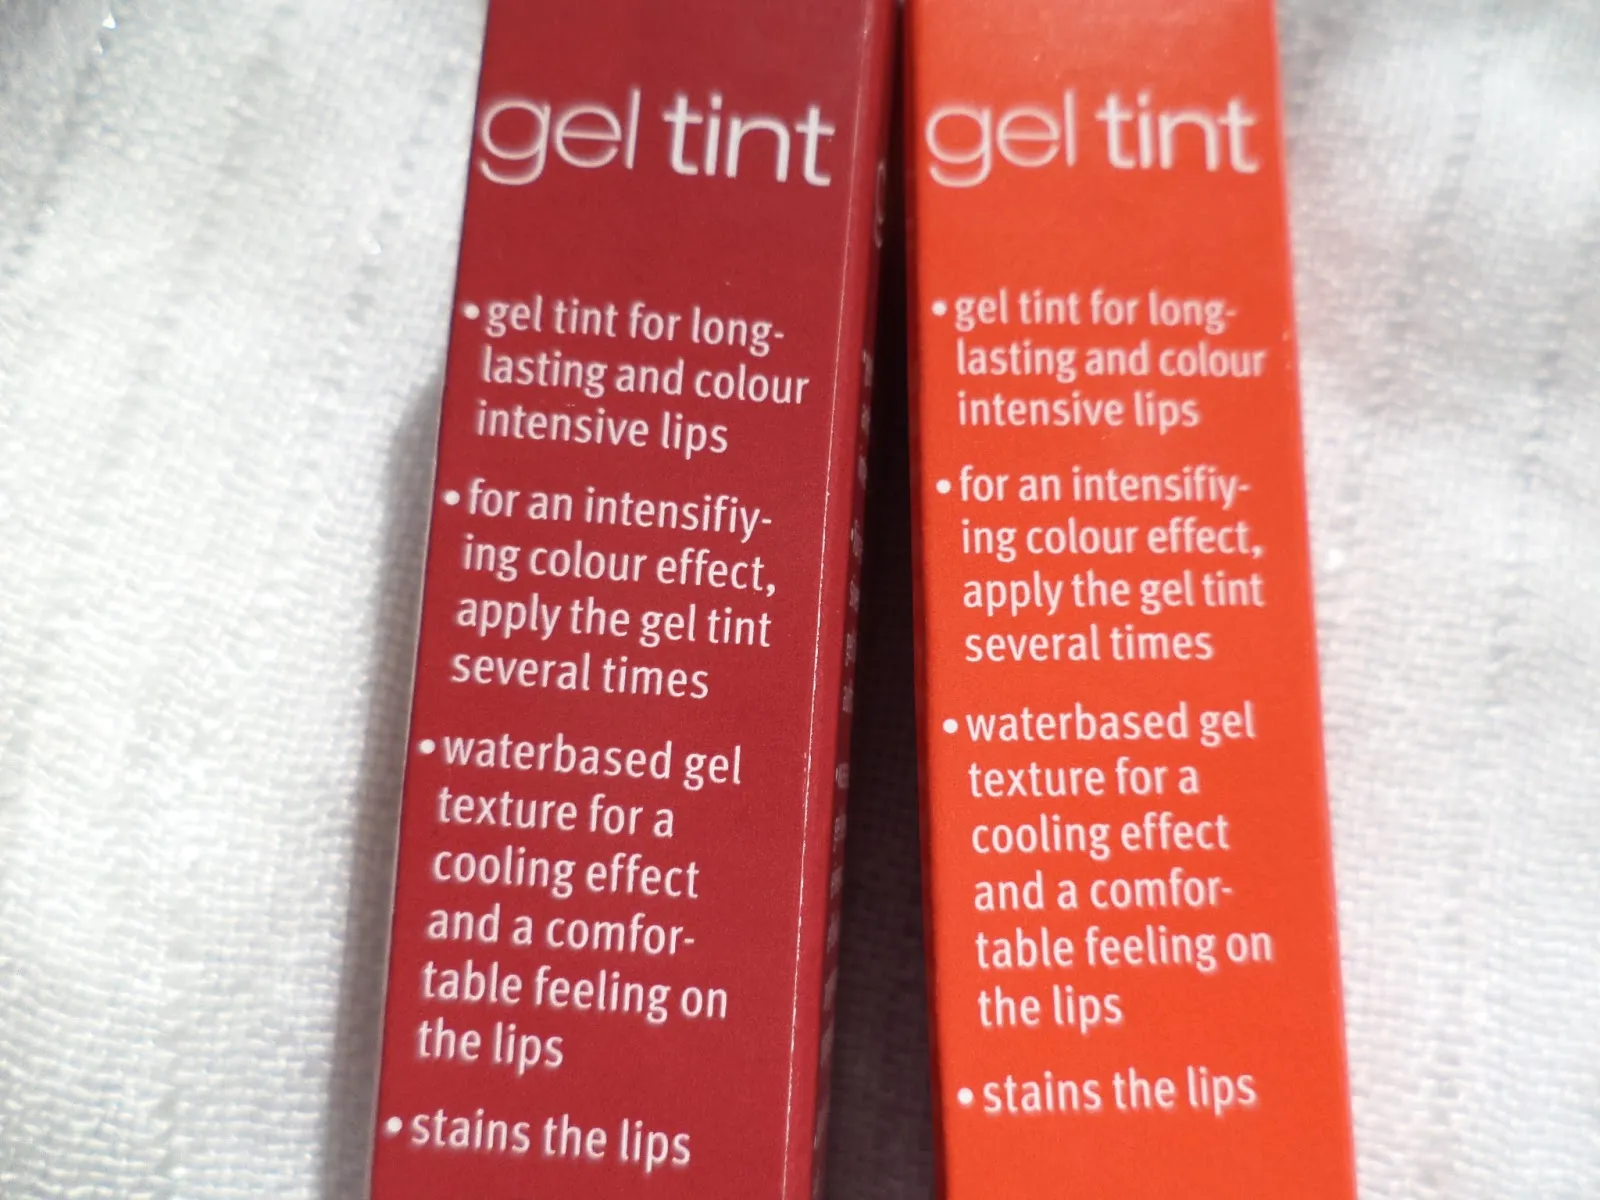 gel tint
• gel tint for long-
lasting and colour
intensive lips
• for an intensifiy-
ing colour effect,
apply the gel tint
several times
• waterbased gel
texture for a
cooling effect
and a comfor-
table feeling on
the lips
• stains the lips
gel tint
• gel tint for long-
lasting and colour
intensive lips
• for an intensifiy-
ing colour effect,
apply the gel tint
several times
• waterbased gel
texture for a
cooling effect
and a comfor-
table feeling on
the lips
• stains the lips